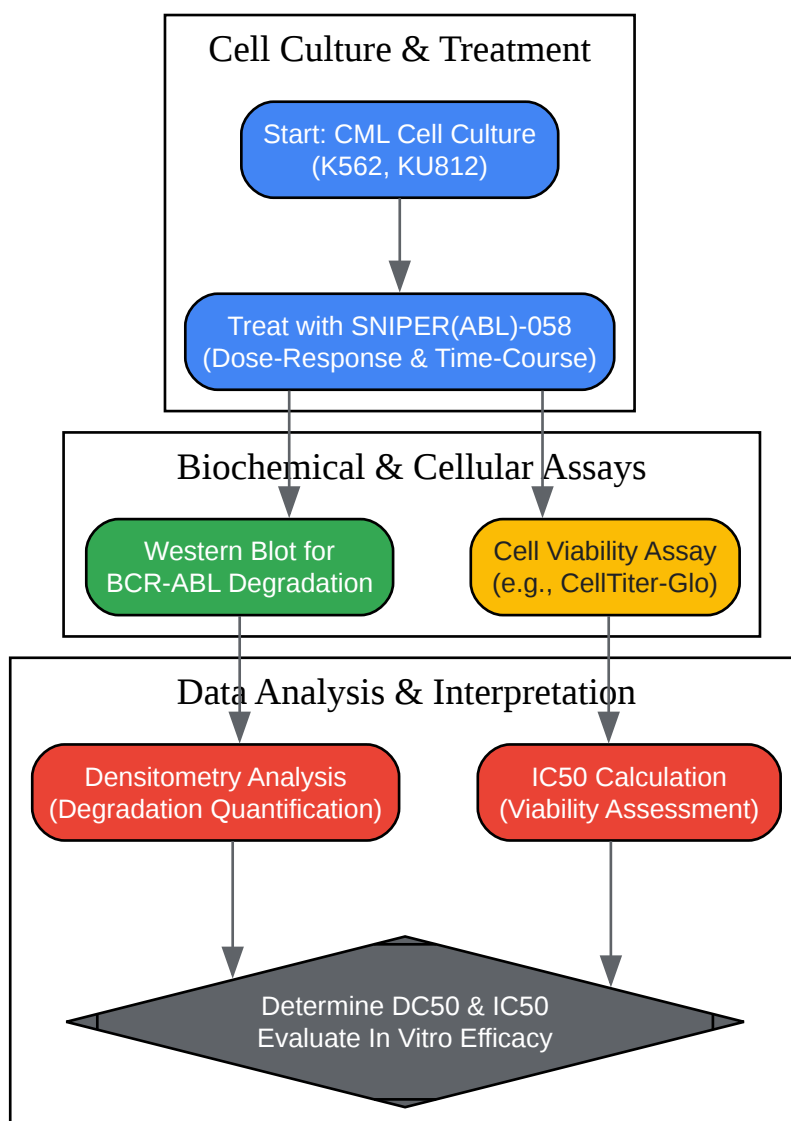 Cell Culture & Treatment
Start: CML Cell Culture
(K562, KU812)
Treat with SNIPER(ABL)-058
(Dose-Response & Time-Course)
Biochemical & Cellular Assays
Western Blot for
BCR-ABL Degradation
Cell Viability Assay
(e.g., CellTiter-Glo)
Data Analysis & Interpretation
Densitometry Analysis
(Degradation Quantification)
IC50 Calculation
(Viability Assessment)
Determine DC50 & IC50
Evaluate In Vitro Efficacy